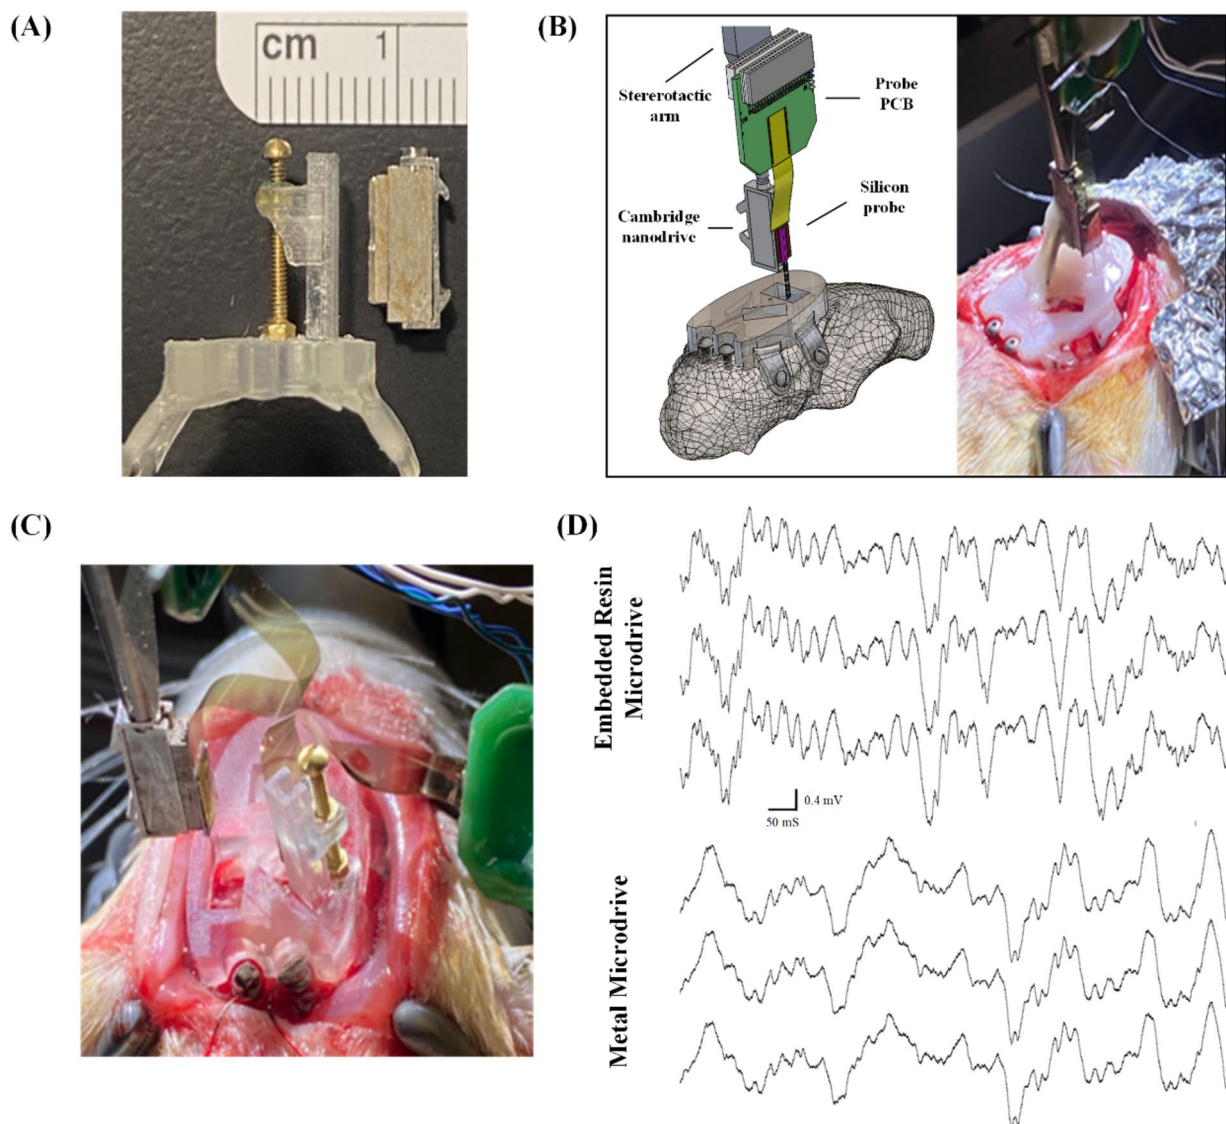 (A)
cm 1
(B)
Stererotactic
arm
Probe
PCB
Silicon
probe
Cambridge
nanodrive
(C)
(D)
Embedded Resin
Microdrive
0.4 mV
50 mS
Metal Microdrive